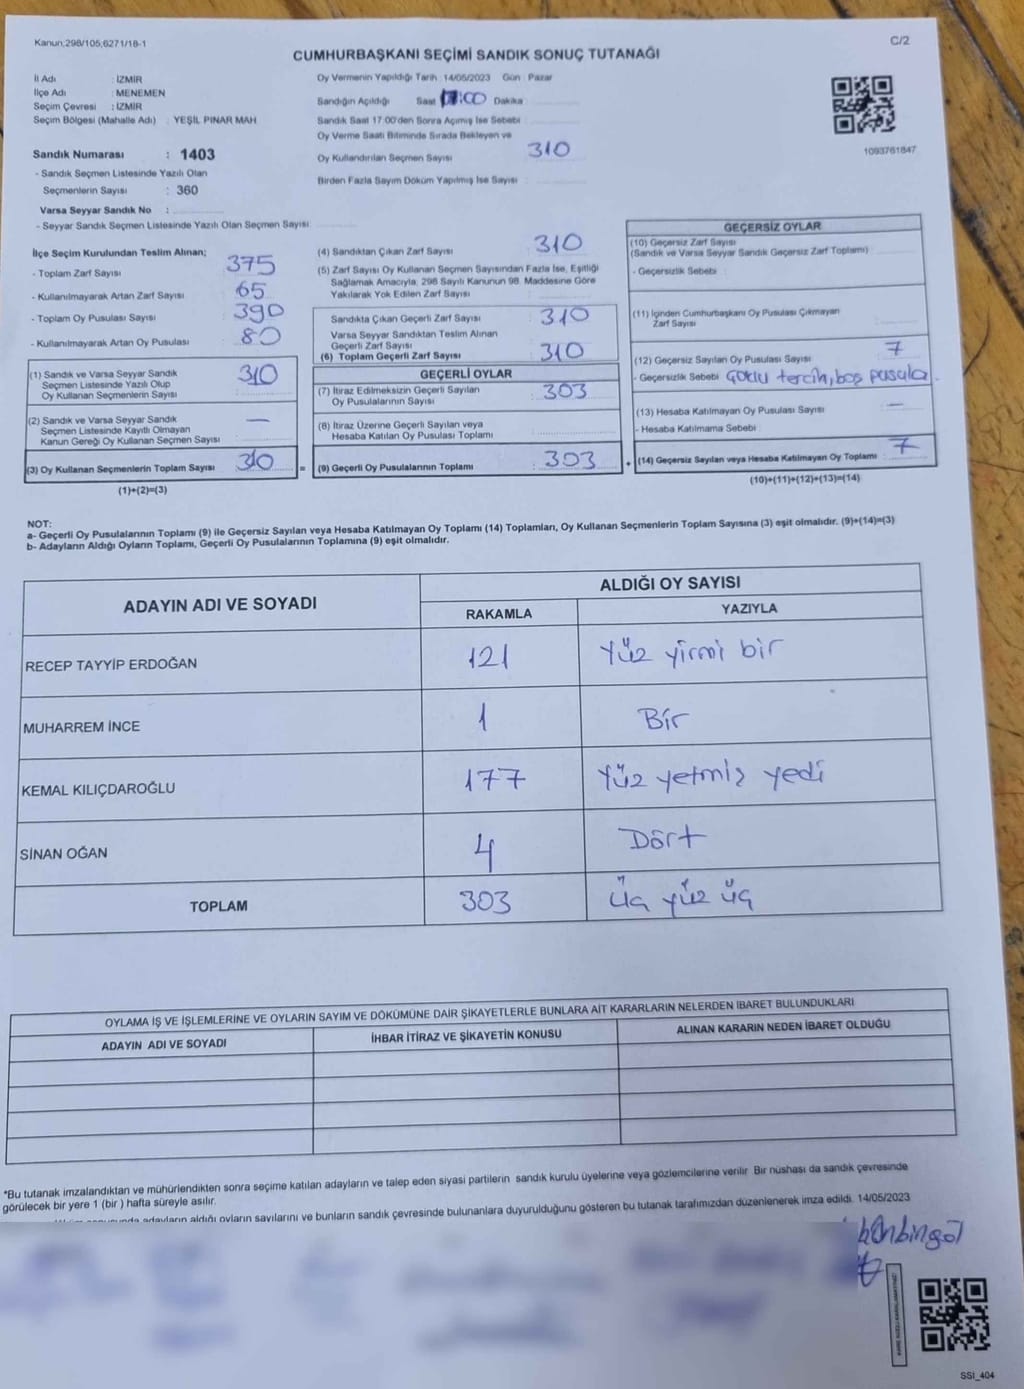 Kanun;298/105;6271/18-1
C/2
CUMHURBAŞKANI SEÇİMİ SANDIK SONUÇ TUTANAĞI
İl Adı : İZMİR
İlçe Adı : MENEMEN
Seçim Çevresi : İZMİR
Seçim Bölgesi (Mahalle Adı) : YEŞİL PINAR MAH
Sandık Numarası : 1403
- Sandık Seçmen Listesinde Yazılı Olan
Seçmenlerin Sayısı : 360
Varsa Seyyar Sandık No :
- Seyyar Sandık Seçmen Listesinde Yazılı Olan Seçmen Sayısı:
Oy Vermenin Yapıldığı Tarih : 14/05/2023 Gün : Pazar
Sandığın Açıldığı Saat :00 Dakika
Sandık Saat 17:00'den Sonra Açmış İse Sebebi :
Oy Verme Saati Bitiminde Sırada Bekleyen ve
Oy Kullandırılan Seçmen Sayısı 310
Birden Fazla Sayım Döküm Yapılmış İse Sayısı :
1093761847
İlçe Seçim Kurulundan Teslim Alınan;
- Toplam Zarf Sayısı 375
- Kullanılmayarak Artan Zarf Sayısı 65
- Toplam Oy Pusulası Sayısı 390
- Kullanılmayarak Artan Oy Pusulası 80
(1) Sandık ve Varsa Seyyar Sandık
Seçmen Listesinde Yazılı Olup
Oy Kullanan Seçmenlerin Sayısı 310
(2) Sandık ve Varsa Seyyar Sandık
Seçmen Listesinde Kayıtlı Olmayan
Kanun Gereği Oy Kullanan Seçmen Sayısı —
(3) Oy Kullanan Seçmenlerin Toplam Sayısı 310
(1)+(2)=(3)
(4) Sandıktan Çıkan Zarf Sayısı 310
(5) Zarf Sayısı Oy Kullanan Seçmen Sayısından Fazla İse, Eşitliği
Sağlamak Amacıyla; 298 Sayılı Kanunun 98. Maddesine Göre
Yakılarak Yok Edilen Zarf Sayısı :
Sandıkta Çıkan Geçerli Zarf Sayısı : 310
Varsa Seyyar Sandıktan Teslim Alınan
Geçerli Zarf Sayısı :
(6) Toplam Geçerli Zarf Sayısı 310
GEÇERLİ OYLAR
(7) İtiraz Edilmeksizin Geçerli Sayılan
Oy Pusulalarının Sayısı : 303
(8) İtiraz Üzerine Geçerli Sayılan veya
Hesaba Katılan Oy Pusulası Toplamı :
= (9) Geçerli Oy Pusulalarının Toplamı : 303
GEÇERSİZ OYLAR
(10) Geçersiz Zarf Sayısı
(Sandık ve Varsa Seyyar Sandık Geçersiz Zarf Toplamı)
- Geçersizlik Sebebi :
(11) İçinden Cumhurbaşkanı Oy Pusulası Çıkmayan
Zarf Sayısı
(12) Geçersiz Sayılan Oy Pusulası Sayısı 7
- Geçersizlik Sebebi : Çoklu tercih, boş pusula.
(13) Hesaba Katılmayan Oy Pusulası Sayısı —
- Hesaba Katılmama Sebebi :
+ (14) Geçersiz Sayılan veya Hesaba Katılmayan Oy Toplamı : 7
(10)+(11)+(12)+(13)=(14)
NOT:
a- Geçerli Oy Pusulalarının Toplamı (9) ile Geçersiz Sayılan veya Hesaba Katılmayan Oy Toplamı (14) Toplamları, Oy Kullanan Seçmenlerin Toplam Sayısına (3) eşit olmalıdır. (9)+(14)=(3)
b- Adayların Aldığı Oyların Toplamı, Geçerli Oy Pusulalarının Toplamına (9) eşit olmalıdır.
ADAYIN ADI VE SOYADI
ALDIĞI OY SAYISI
RAKAMLA YAZIYLA
RECEP TAYYİP ERDOĞAN 121 Yüz yirmi bir
MUHARREM İNCE 1 Bir
KEMAL KILIÇDAROĞLU 177 Yüz yetmiş yedi
SİNAN OĞAN 4 Dört
TOPLAM 303 Üç yüz üç
OYLAMA İŞ VE İŞLEMLERİNE VE OYLARIN SAYIM VE DÖKÜMÜNE DAİR ŞİKAYETLERLE BUNLARA AİT KARARLARIN NELERDEN İBARET BULUNDUKLARI
ADAYIN ADI VE SOYADI İHBAR İTİRAZ VE ŞİKAYETİN KONUSU ALINAN KARARIN NEDEN İBARET OLDUĞU
*Bu tutanak imzalandıktan ve mühürlendikten sonra seçime katılan adayların ve talep eden siyasi partilerin sandık kurulu üyelerine veya gözlemcilerine verilir Bir nüshası da sandık çevresinde
görülecek bir yere 1 (bir ) hafta süreyle asılır.
adayların aldığı oyların sayılarını ve bunların sandık çevresinde bulunanlara duyurulduğunu gösteren bu tutanak tarafımızdan düzenlenerek imza edildi. 14/05/2023
SSI_404